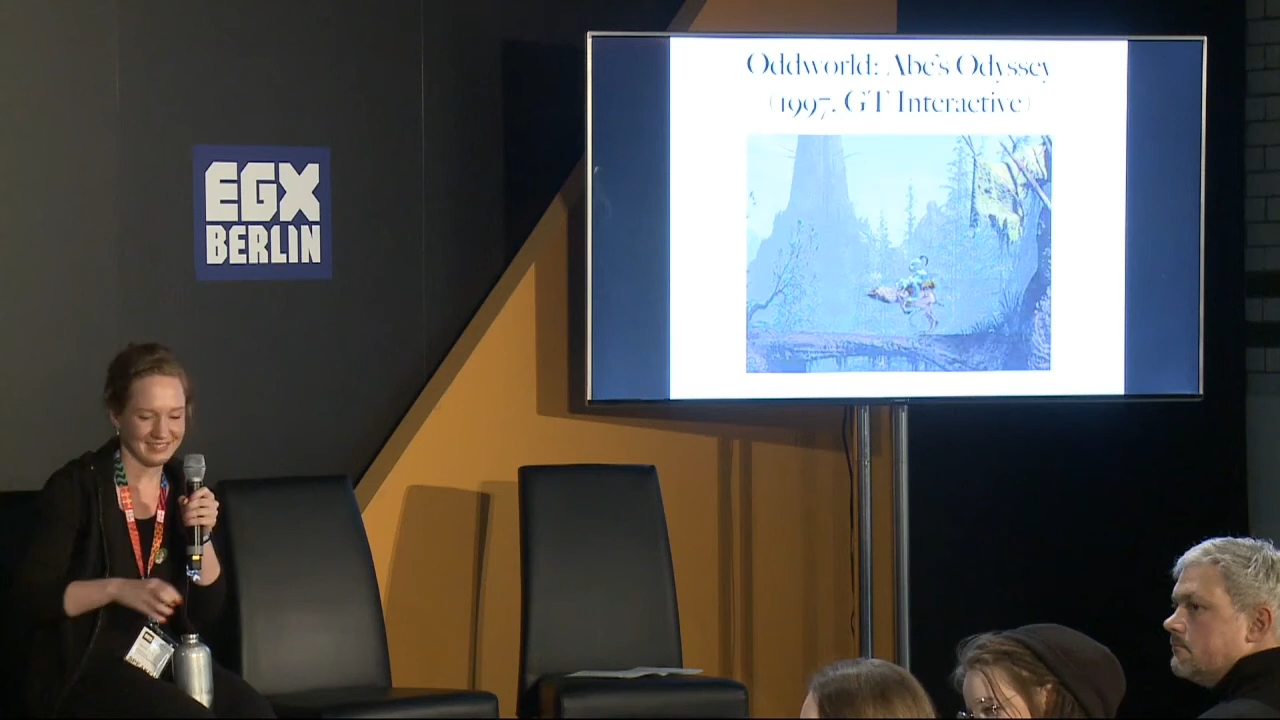 EGX
BERLIN
Oddworld: Abe's Odyssey
(1997, GT Interactive)